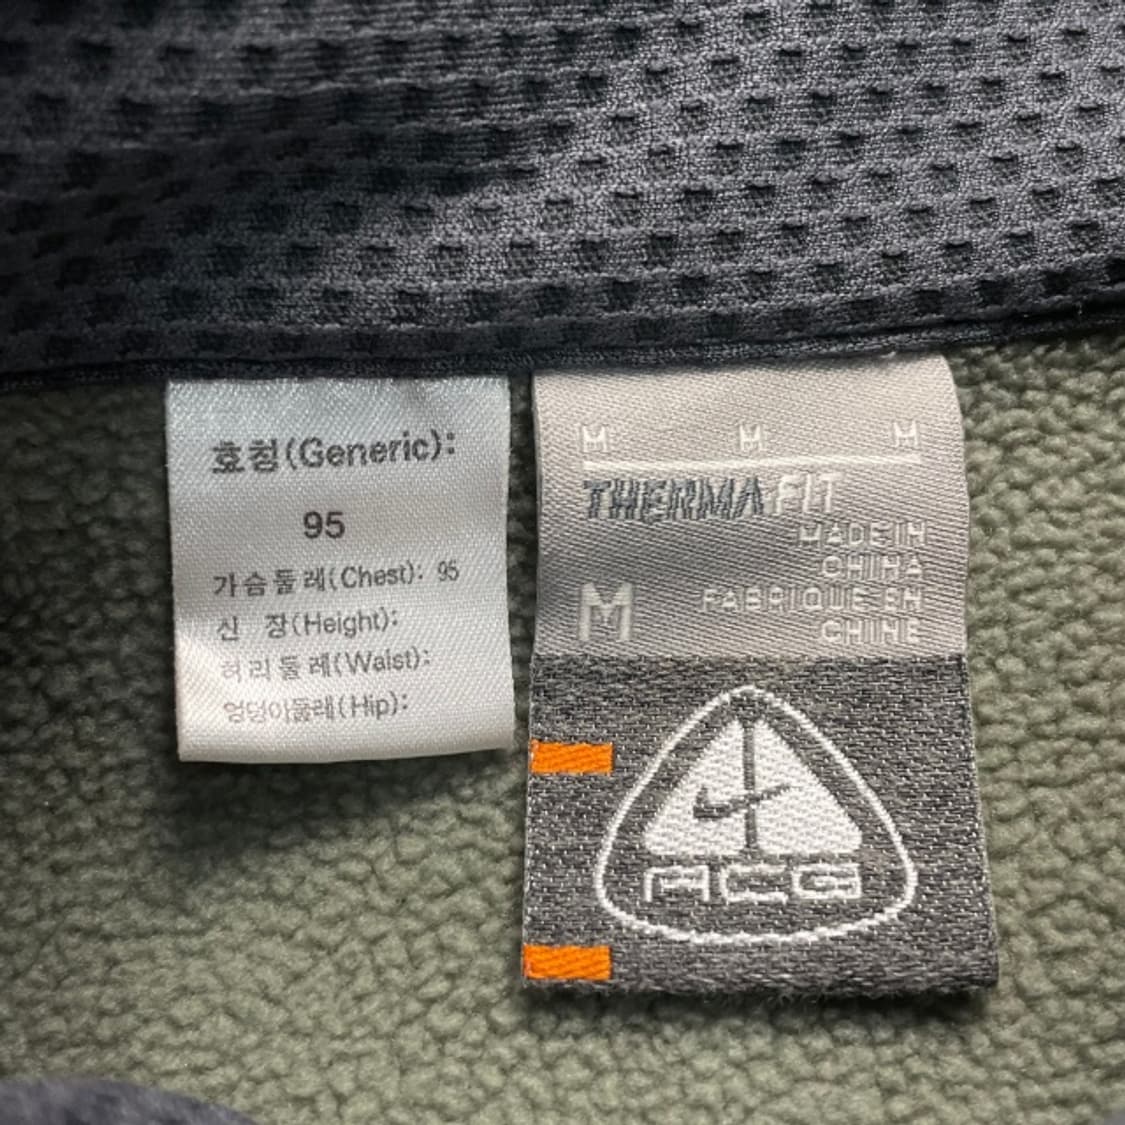 호칭(Generic):
95
가슴둘레(Chest): 95
신 장(Height):
허리둘레(Waist):
엉덩이둘레(Hip):
M M M
THERMA FIT
MADE IN
CHINA
M FABRIQUE EN
CHINE
ACG